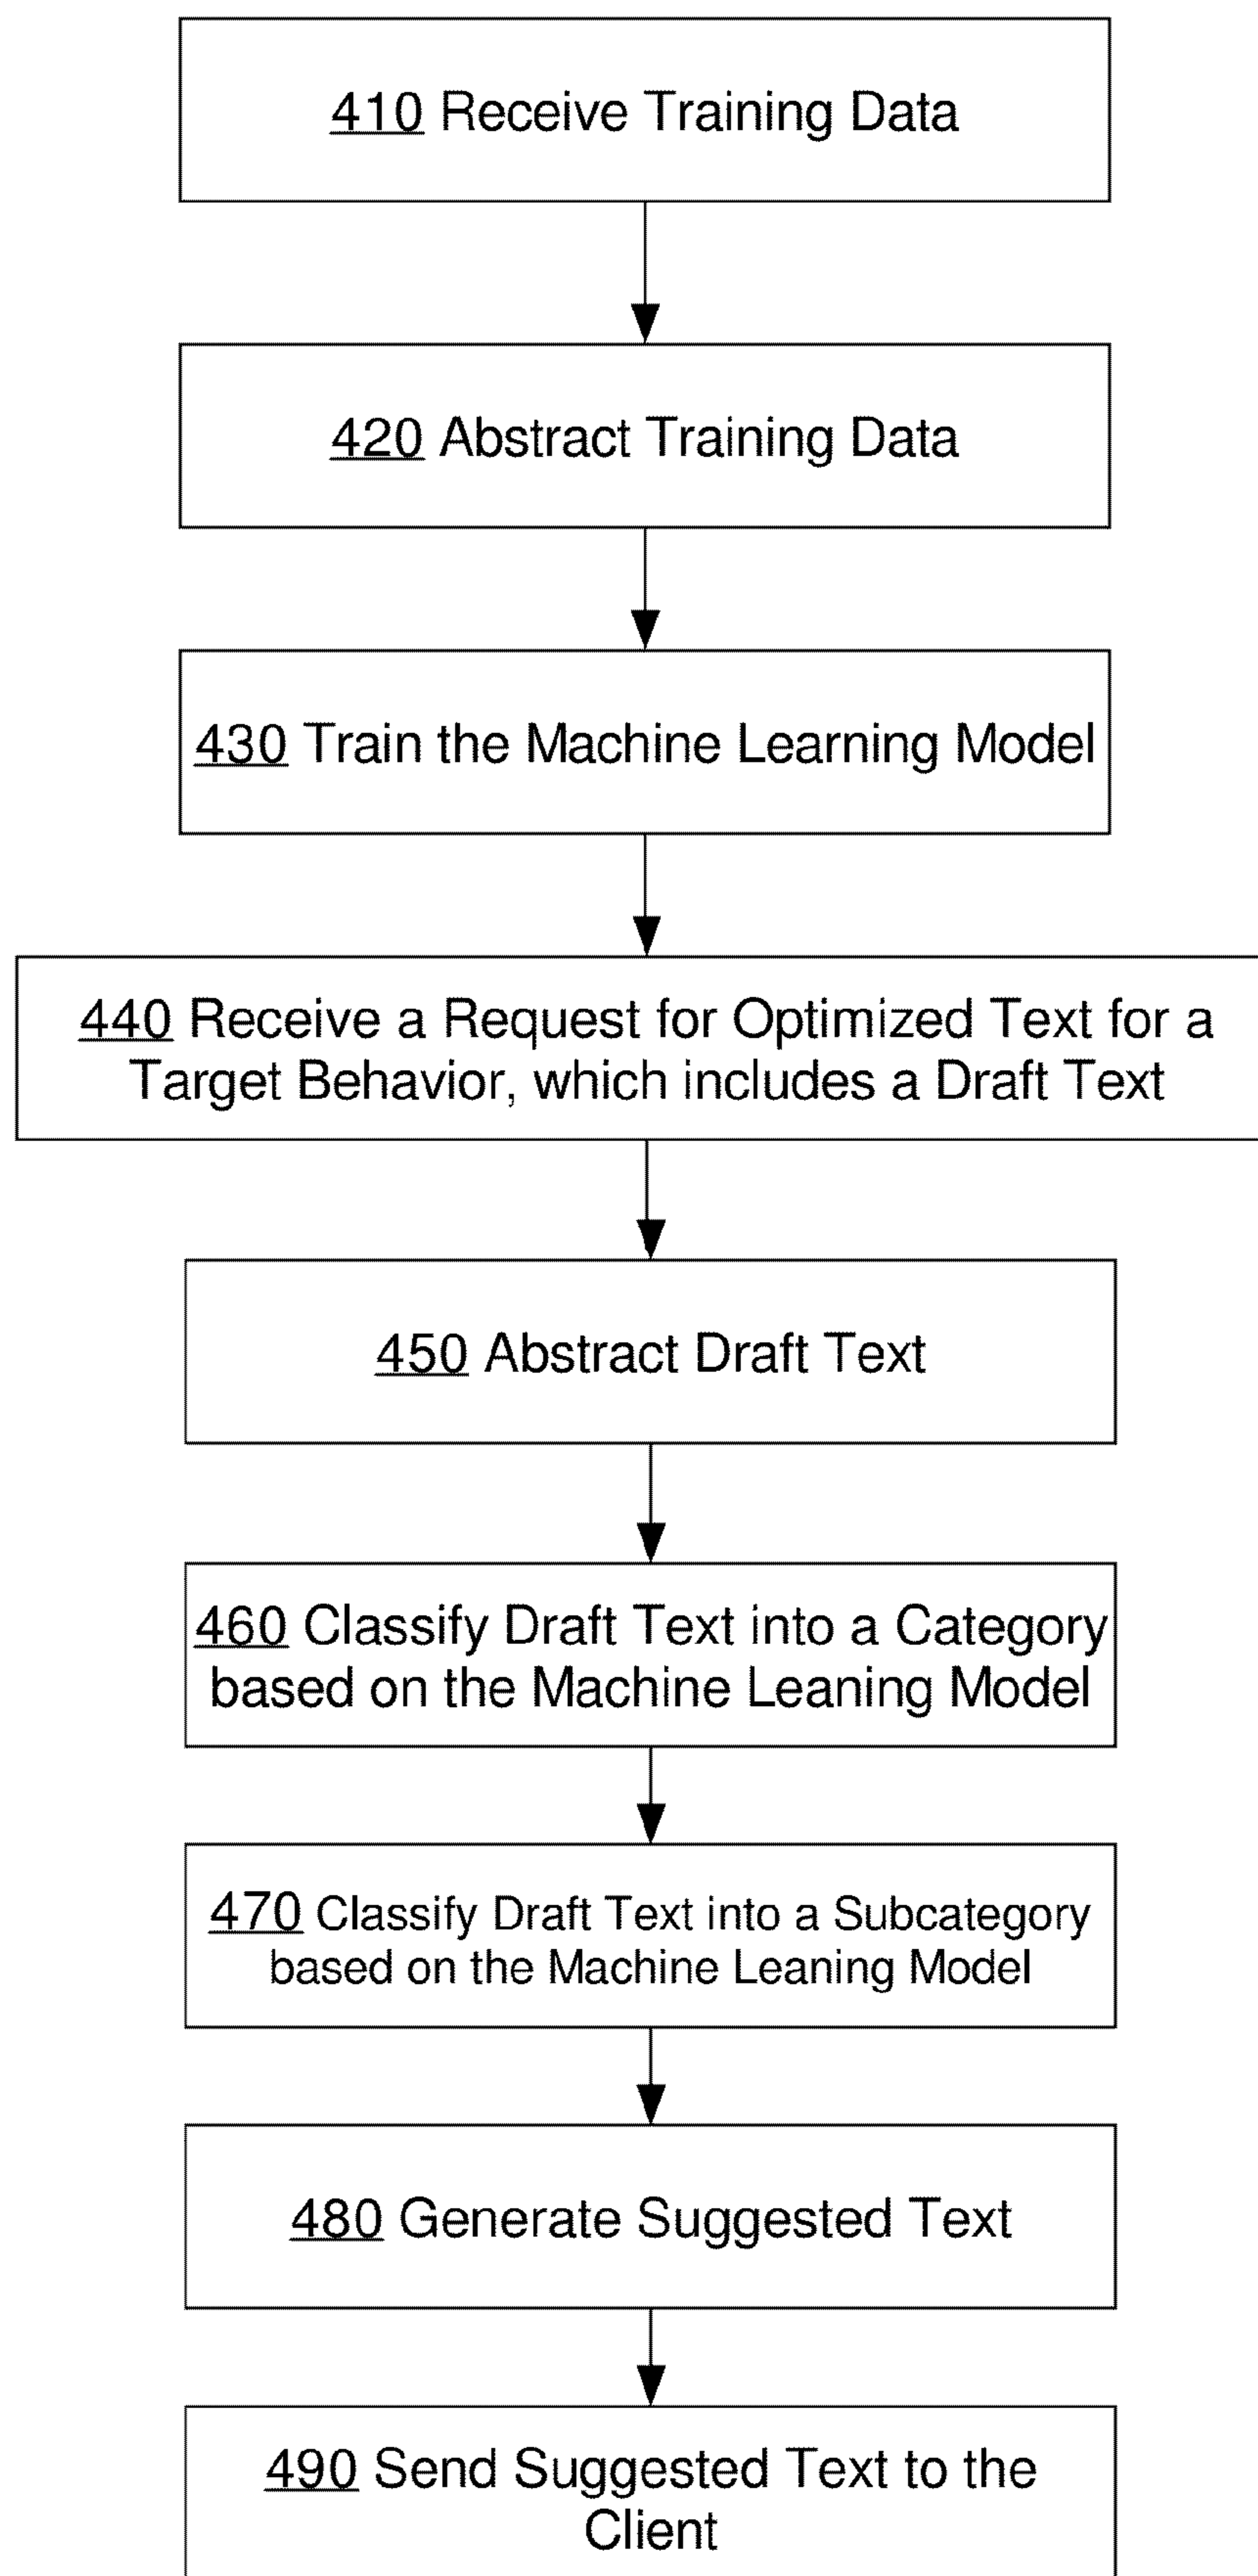 410 Receive Training Data
420 Abstract Training Data
430 Train the Machine Learning Model
440 Receive a Request for Optimized Text for a
Target Behavior, which includes a Draft Text
450 Abstract Draft Text
460 Classify Draft Text into a Category
based on the Machine Leaning Model
470 Classify Draft Text into a Subcategory
based on the Machine Leaning Model
480 Generate Suggested Text
490 Send Suggested Text to the
Client